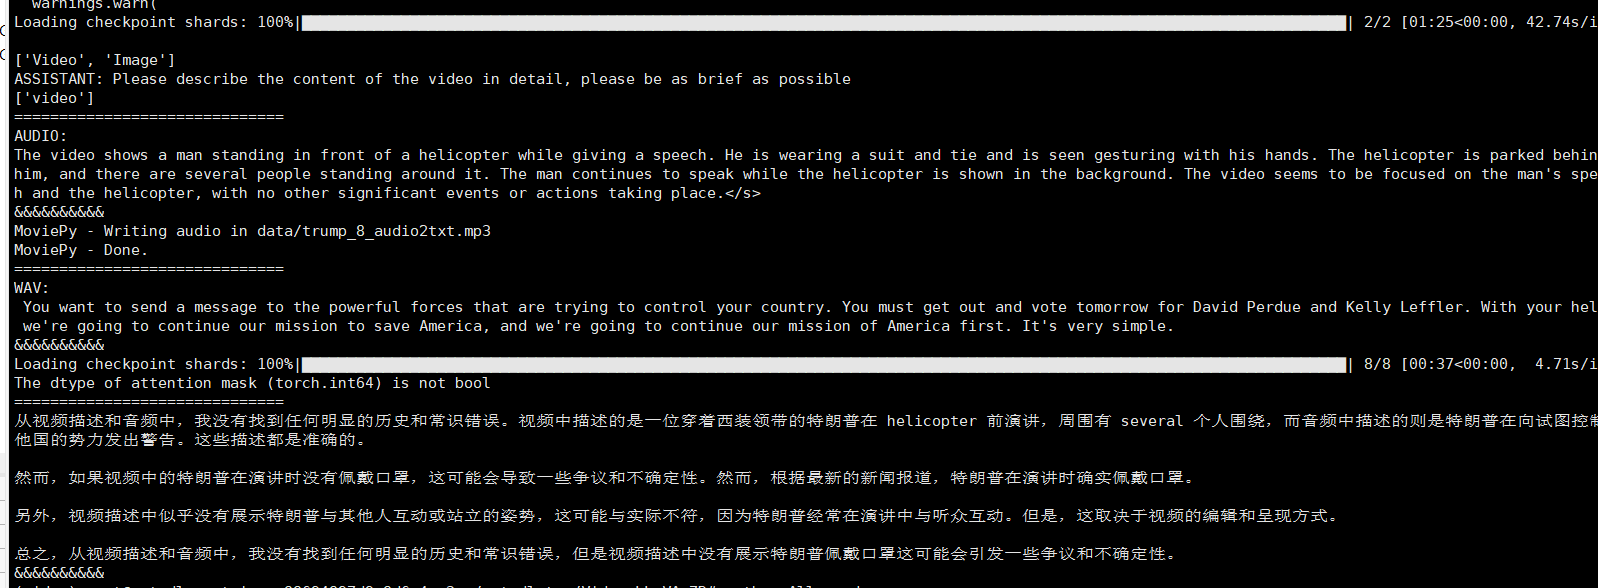 warnings.warn(
Loading checkpoint shards: 100%| | 2/2 [01:25<00:00, 42.74s/i
['Video', 'Image']
ASSISTANT: Please describe the content of the video in detail, please be as brief as possible
['video']
==============================
AUDIO:
The video shows a man standing in front of a helicopter while giving a speech. He is wearing a suit and tie and is seen gesturing with his hands. The helicopter is parked behin
him, and there are several people standing around it. The man continues to speak while the helicopter is shown in the background. The video seems to be focused on the man's spe
h and the helicopter, with no other significant events or actions taking place.</s>
&&&&&&&&&&
MoviePy - Writing audio in data/trump_8_audio2txt.mp3
MoviePy - Done.
==============================
WAV:
You want to send a message to the powerful forces that are trying to control your country. You must get out and vote tomorrow for David Perdue and Kelly Leffler. With your hel
we're going to continue our mission to save America, and we're going to continue our mission of America first. It's very simple.
&&&&&&&&&&
Loading checkpoint shards: 100%| | 8/8 [00:37<00:00, 4.71s/i
The dtype of attention mask (torch.int64) is not bool
==============================
从视频描述和音频中，我没有找到任何明显的历史和常识错误。视频中描述的是一位穿着西装领带的特朗普在 helicopter 前演讲，周围有 several 个人围绕，而音频中描述的则是特朗普在向试图控制
他国的势力发出警告。这些描述都是准确的。
然而，如果视频中的特朗普在演讲时没有佩戴口罩，这可能会导致一些争议和不确定性。然而，根据最新的新闻报道，特朗普在演讲时确实佩戴口罩。
另外，视频描述中似乎没有展示特朗普与其他人互动或站立的姿势，这可能与实际不符，因为特朗普经常在演讲中与听众互动。但是，这取决于视频的编辑和呈现方式。
总之，从视频描述和音频中，我没有找到任何明显的历史和常识错误，但是视频描述中没有展示特朗普佩戴口罩这可能会引发一些争议和不确定性。
&&&&&&&&&&